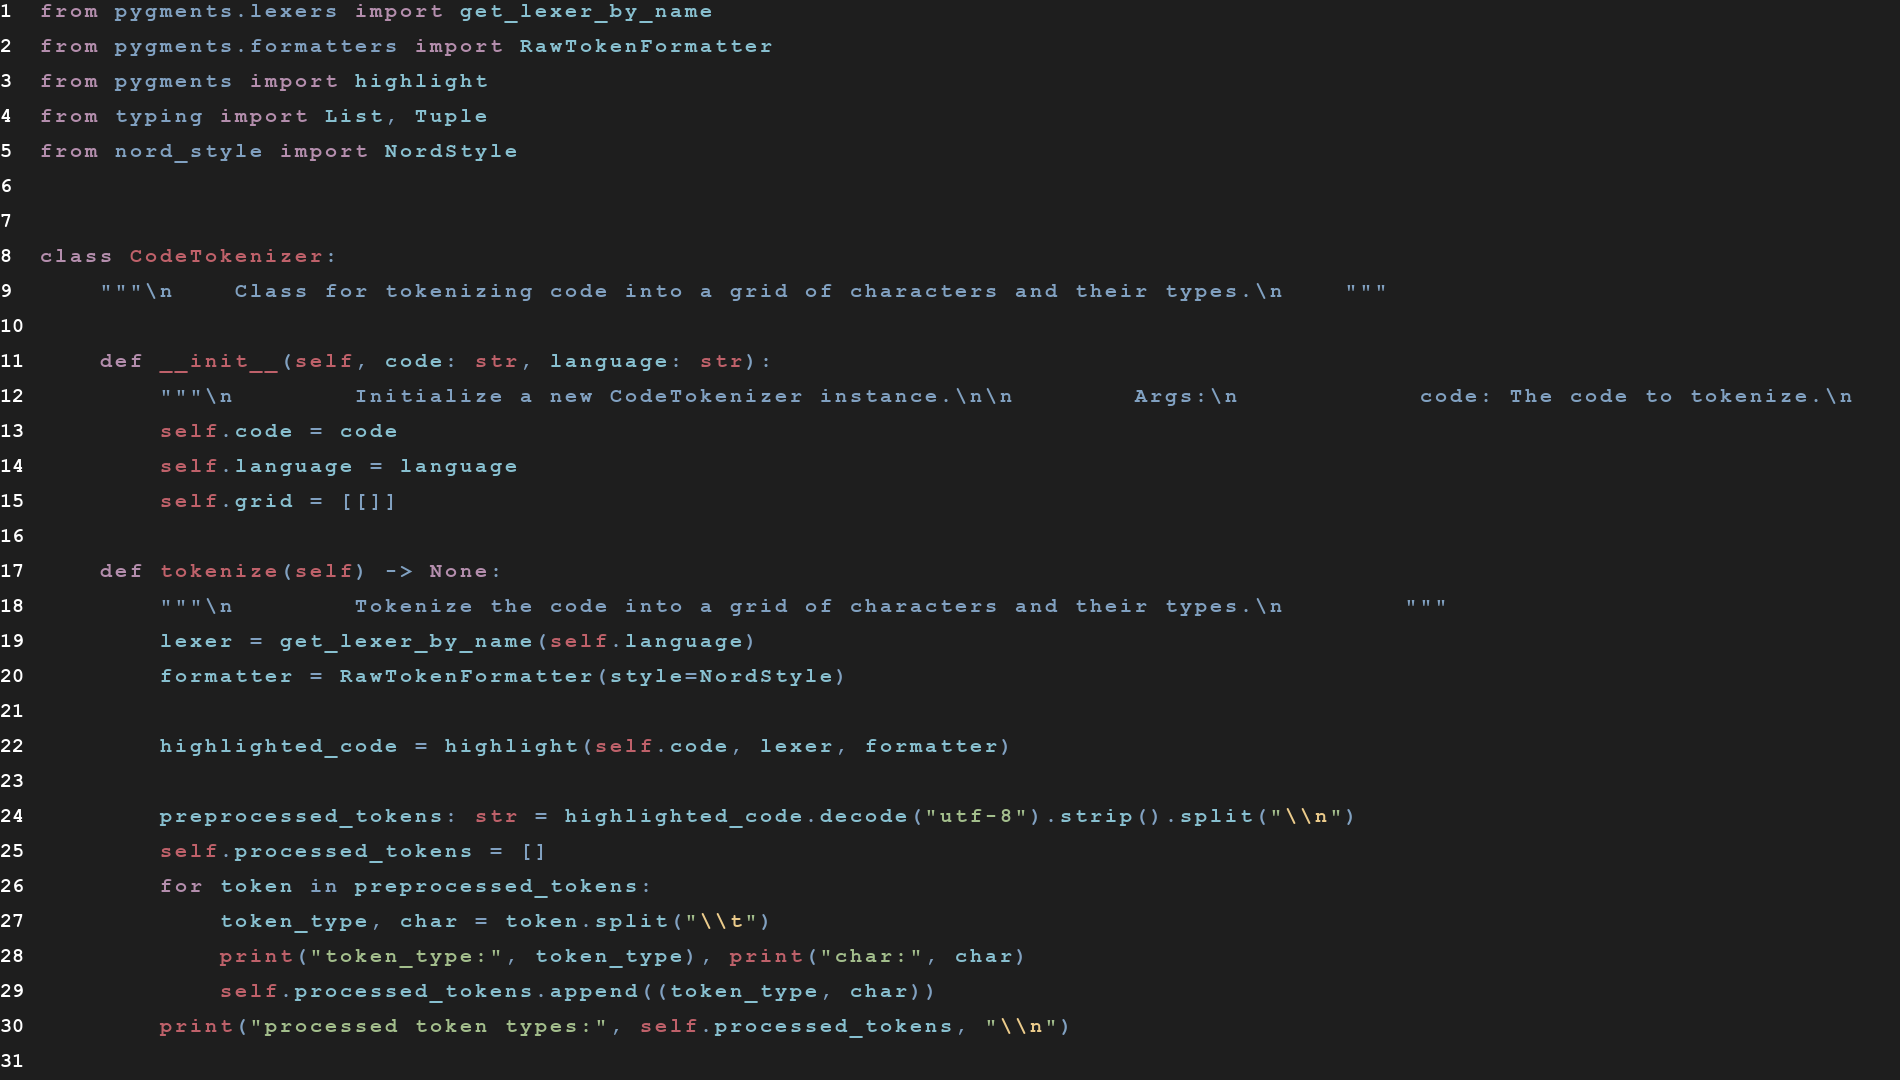 1 from pygments.lexers import get_lexer_by_name
2 from pygments.formatters import RawTokenFormatter
3 from pygments import highlight
4 from typing import List, Tuple
5 from nord_style import NordStyle
6
7
8 class CodeTokenizer:
9     """\n    Class for tokenizing code into a grid of characters and their types.\n    """
10
11     def __init__(self, code: str, language: str):
12         """\n        Initialize a new CodeTokenizer instance.\n\n        Args:\n            code: The code to tokenize.\n
13         self.code = code
14         self.language = language
15         self.grid = [[]]
16
17     def tokenize(self) -> None:
18         """\n        Tokenize the code into a grid of characters and their types.\n        """
19         lexer = get_lexer_by_name(self.language)
20         formatter = RawTokenFormatter(style=NordStyle)
21
22         highlighted_code = highlight(self.code, lexer, formatter)
23
24         preprocessed_tokens: str = highlighted_code.decode("utf-8").strip().split("\\n")
25         self.processed_tokens = []
26         for token in preprocessed_tokens:
27             token_type, char = token.split("\\t")
28             print("token_type:", token_type), print("char:", char)
29             self.processed_tokens.append((token_type, char))
30         print("processed token types:", self.processed_tokens, "\\n")
31